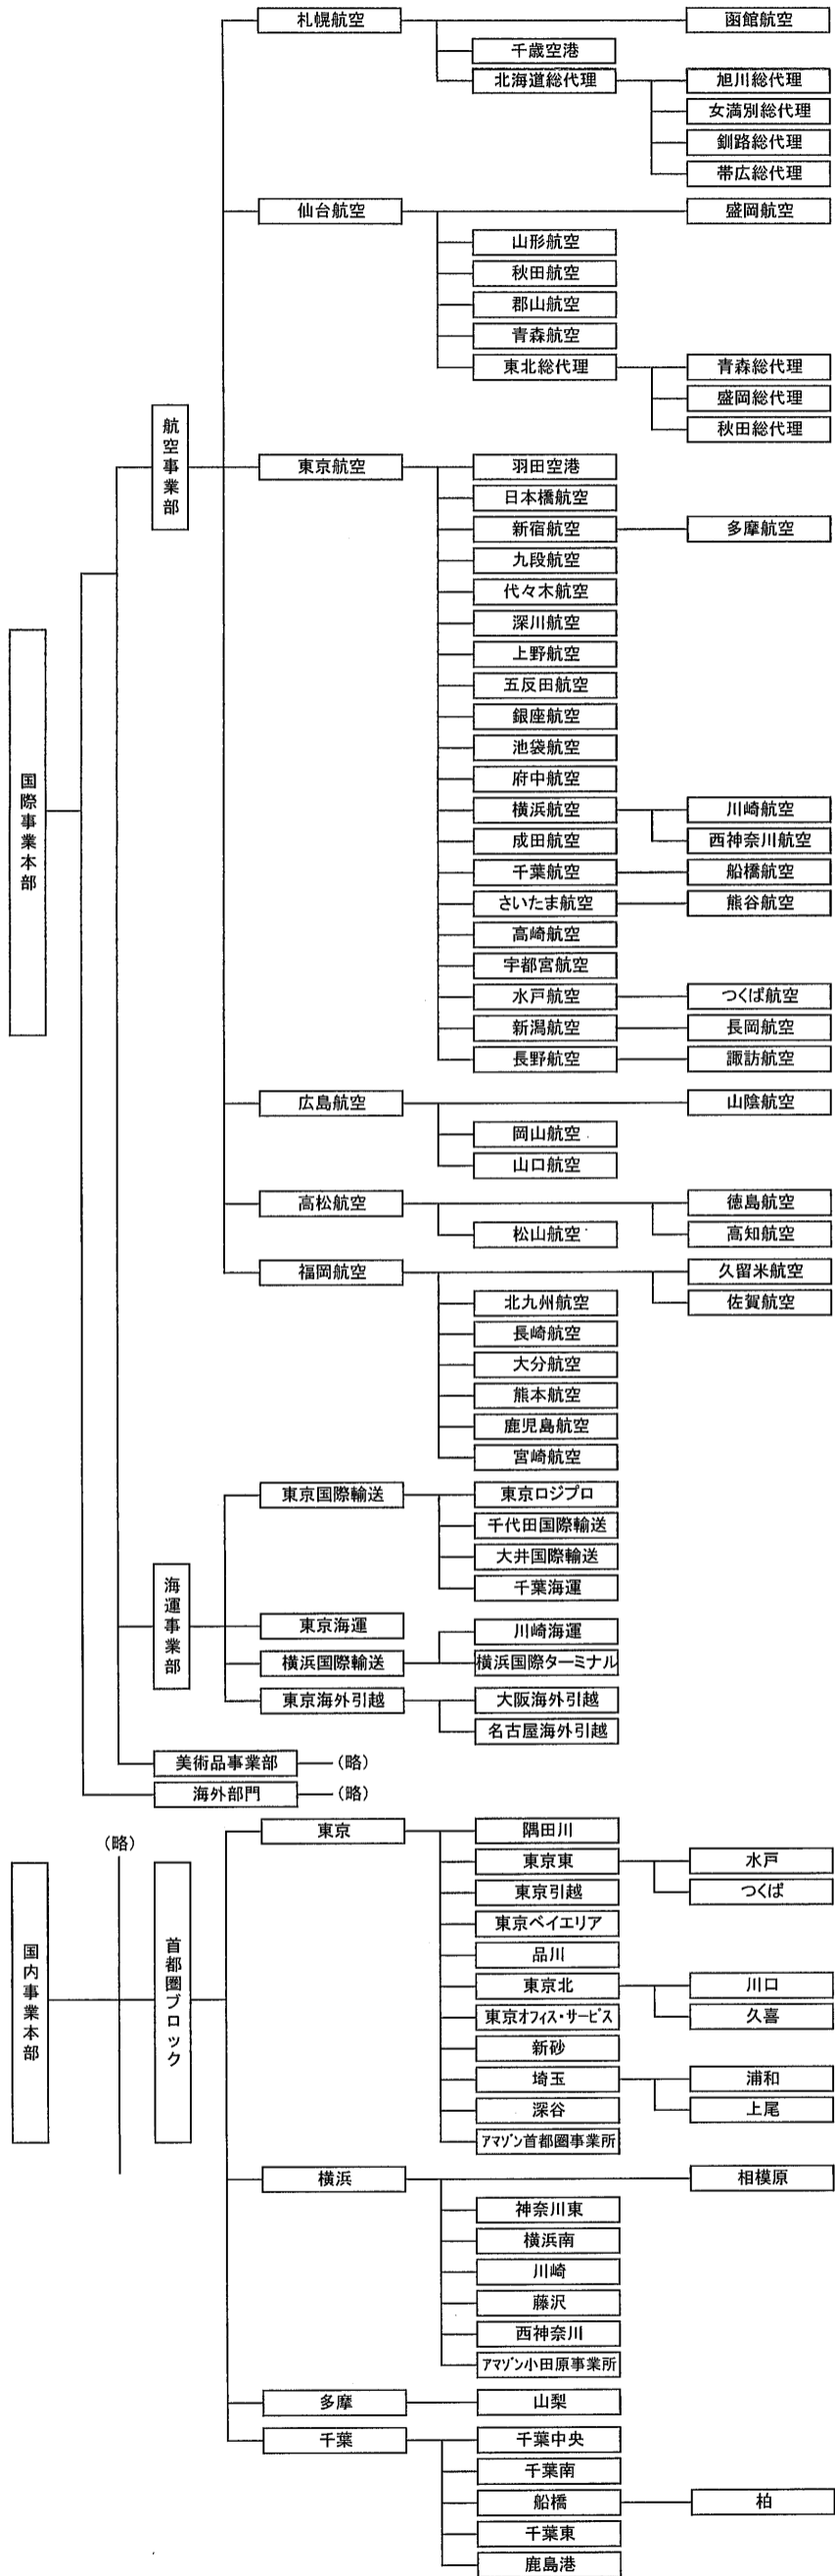 国際事業本部
航空事業部
札幌航空
函館航空
千歳空港
北海道総代理
旭川総代理
女満別総代理
釧路総代理
帯広総代理
仙台航空
盛岡航空
山形航空
秋田航空
郡山航空
青森航空
東北総代理
青森総代理
盛岡総代理
秋田総代理
東京航空
羽田空港
日本橋航空
新宿航空
多摩航空
九段航空
代々木航空
深川航空
上野航空
五反田航空
銀座航空
池袋航空
府中航空
横浜航空
川崎航空
西神奈川航空
成田航空
千葉航空
船橋航空
さいたま航空
熊谷航空
高崎航空
宇都宮航空
水戸航空
つくば航空
新潟航空
長岡航空
長野航空
諏訪航空
広島航空
山陰航空
岡山航空
山口航空
高松航空
徳島航空
松山航空
高知航空
福岡航空
久留米航空
佐賀航空
北九州航空
長崎航空
大分航空
熊本航空
鹿児島航空
宮崎航空
海運事業部
東京国際輸送
東京ロジプロ
千代田国際輸送
大井国際輸送
千葉海運
東京海運
横浜国際輸送
川崎海運
横浜国際ターミナル
東京海外引越
大阪海外引越
名古屋海外引越
美術品事業部
(略)
海外部門
(略)
国内事業本部
(略)
首都圏ブロック
東京
隅田川
東京東
水戸
つくば
東京引越
東京ベイエリア
品川
東京北
川口
久喜
東京オフィス・サービス
新砂
埼玉
浦和
上尾
深谷
アマゾン首都圏事業所
横浜
相模原
神奈川東
横浜南
川崎
藤沢
西神奈川
アマゾン小田原事業所
多摩
山梨
千葉
千葉中央
千葉南
船橋
柏
千葉東
鹿島港